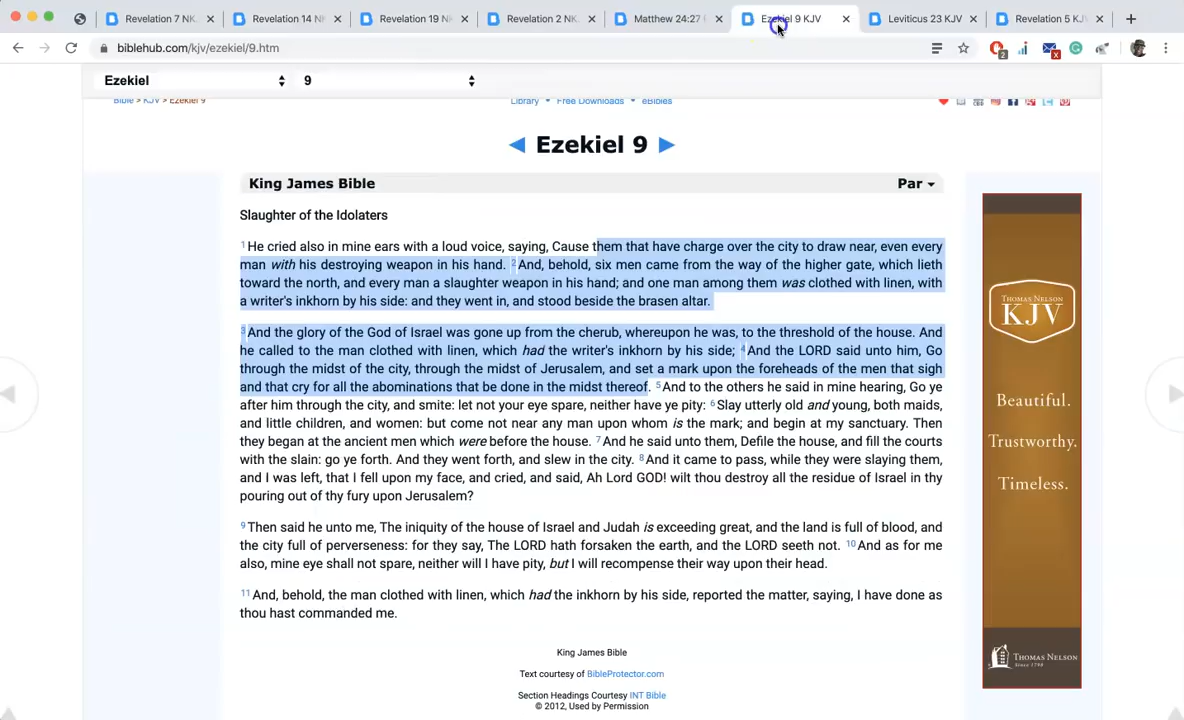 Revelation 7 NK
Revelation 14 NK
Revelation 19 NK
Revelation 2 NK
Matthew 24:27
Ezekiel 9 KJV
Leviticus 23 KJV
Revelation 5 KJ
biblehub.com/kjv/ezekiel/9.htm
2
x
Ezekiel
9
Bible > KJV > Ezekiel 9
Library Free Downloads eBibles
◄ Ezekiel 9 ►
King James Bible Par
Slaughter of the Idolaters
1He cried also in mine ears with a loud voice, saying, Cause them that have charge over the city to draw near, even every
man with his destroying weapon in his hand. 2And, behold, six men came from the way of the higher gate, which lieth
toward the north, and every man a slaughter weapon in his hand; and one man among them was clothed with linen, with
a writer's inkhorn by his side: and they went in, and stood beside the brasen altar.
3And the glory of the God of Israel was gone up from the cherub, whereupon he was, to the threshold of the house. And
he called to the man clothed with linen, which had the writer's inkhorn by his side; 4And the LORD said unto him, Go
through the midst of the city, through the midst of Jerusalem, and set a mark upon the foreheads of the men that sigh
and that cry for all the abominations that be done in the midst thereof. 5And to the others he said in mine hearing, Go ye
after him through the city, and smite: let not your eye spare, neither have ye pity: 6Slay utterly old and young, both maids,
and little children, and women: but come not near any man upon whom is the mark; and begin at my sanctuary. Then
they began at the ancient men which were before the house. 7And he said unto them, Defile the house, and fill the courts
with the slain: go ye forth. And they went forth, and slew in the city. 8And it came to pass, while they were slaying them,
and I was left, that I fell upon my face, and cried, and said, Ah Lord GOD! wilt thou destroy all the residue of Israel in thy
pouring out of thy fury upon Jerusalem?
9Then said he unto me, The iniquity of the house of Israel and Judah is exceeding great, and the land is full of blood, and
the city full of perverseness: for they say, The LORD hath forsaken the earth, and the LORD seeth not. 10And as for me
also, mine eye shall not spare, neither will I have pity, but I will recompense their way upon their head.
11And, behold, the man clothed with linen, which had the inkhorn by his side, reported the matter, saying, I have done as
thou hast commanded me.
King James Bible
Text courtesy of BibleProtector.com
Section Headings Courtesy INT Bible
© 2012, Used by Permission
THOMAS NELSON
KJV
Beautiful.
Trustworthy.
Timeless.
THOMAS NELSON
Since 1798